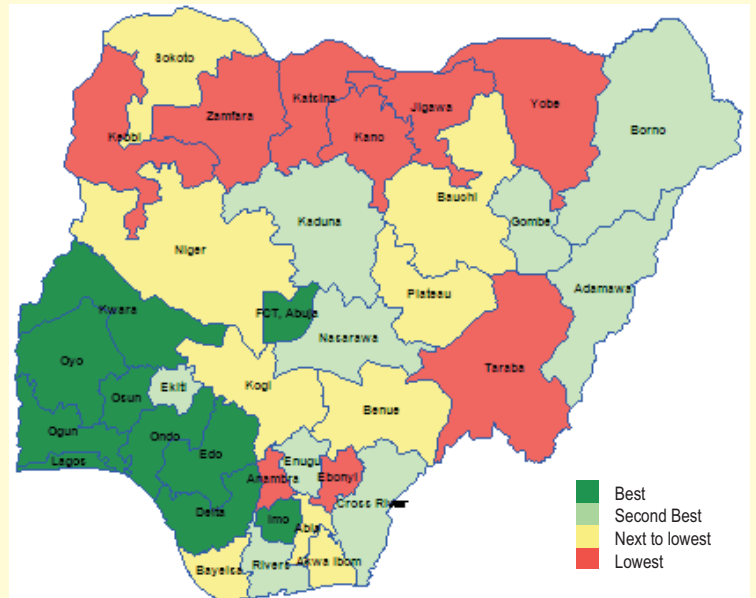 Sokoto
Katsina
Jigawa
Yobe
Borno
Zamfara
Kebbi
Kano
Bauchi
Gombe
Kaduna
Niger
Adamawa
Plateau
Kwara
FCT, Abuja
Nasarawa
Taraba
Oyo
Ekiti
Kogi
Osun
Benue
Ogun
Ondo
Edo
Lagos
Enugu
Anambra
Ebonyi
Cross River
Delta
Imo
Abia
Bayelsa
Rivers
Akwa Ibom
Best
Second Best
Next to lowest
Lowest